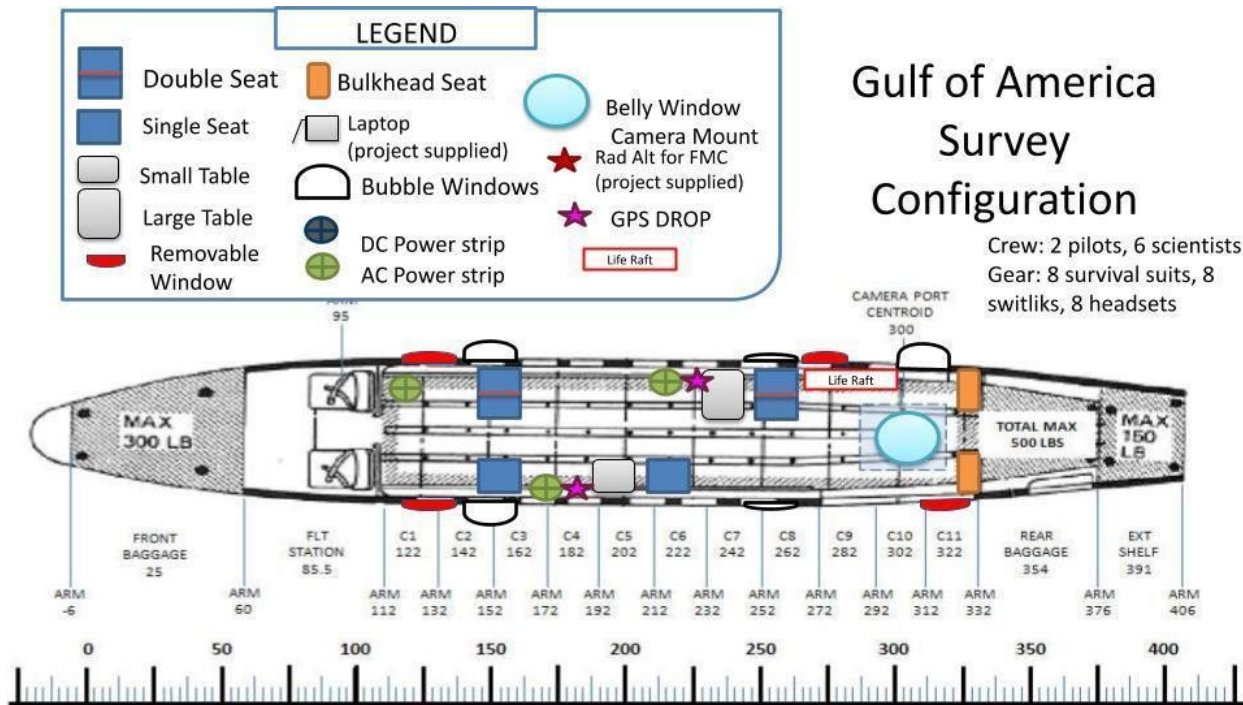 LEGEND
Double Seat
Single Seat
Small Table
Large Table
Removable
Window
Bulkhead Seat
Laptop
(project supplied)
Bubble Windows
DC Power strip
AC Power strip
Belly Window
Camera Mount
Rad Alt for FMC
(project supplied)
GPS DROP
Life Raft
Gulf of America
Survey
Configuration
Crew: 2 pilots, 6 scientists
Gear: 8 survival suits, 8
switliks, 8 headsets
ARM
95
CAMERA PORT
CENTROID
300
MAX
300 LB
Life Raft
TOTAL MAX
500 LBS
MAX
150
LB
FRONT
BAGGAGE
25
FLT
STATION
85.5
C1
122
C2
142
C3
162
C4
182
C5
202
C6
222
C7
242
C8
262
C9
282
C10
302
C11
322
REAR
BAGGAGE
354
EXT
SHELF
391
ARM
-6
ARM
60
ARM
112
ARM
132
ARM
152
ARM
172
ARM
192
ARM
212
ARM
232
ARM
252
ARM
272
ARM
292
ARM
312
ARM
332
ARM
376
ARM
406
0 50 100 150 200 250 300 350 400